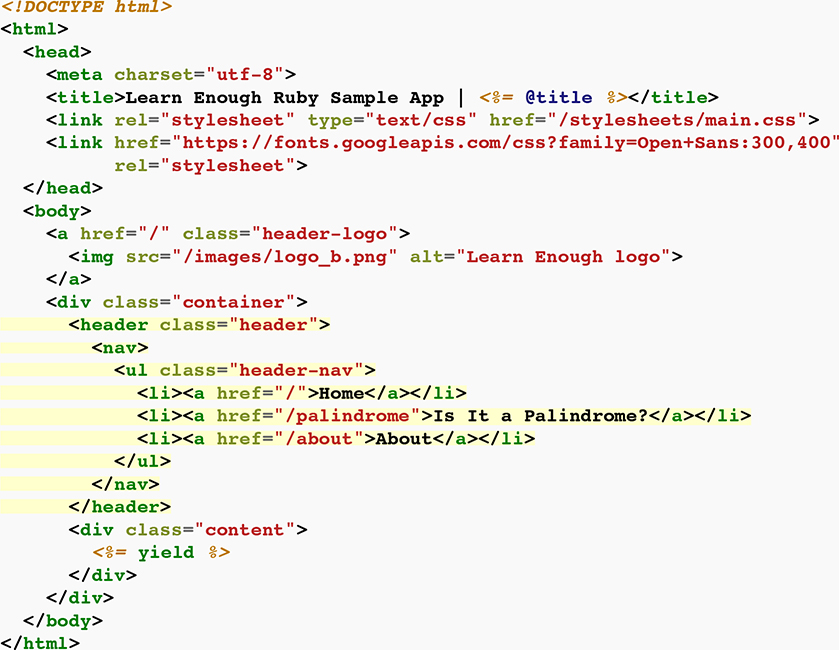 <!DOCTYPE html>
<html>
  <head>
    <meta charset="utf-8">
    <title>Learn Enough Ruby Sample App | <%= @title %></title>
    <link rel="stylesheet" type="text/css" href="/stylesheets/main.css">
    <link href="https://fonts.googleapis.com/css?family=Open+Sans:300,400"
          rel="stylesheet">
  </head>
  <body>
    <a href="/" class="header-logo">
      <img src="/images/logo_b.png" alt="Learn Enough logo">
    </a>
    <div class="container">
      <header class="header">
        <nav>
          <ul class="header-nav">
            <li><a href="/">Home</a></li>
            <li><a href="/palindrome">Is It a Palindrome?</a></li>
            <li><a href="/about">About</a></li>
          </ul>
        </nav>
      </header>
      <div class="content">
        <%= yield %>
      </div>
    </div>
  </body>
</html>